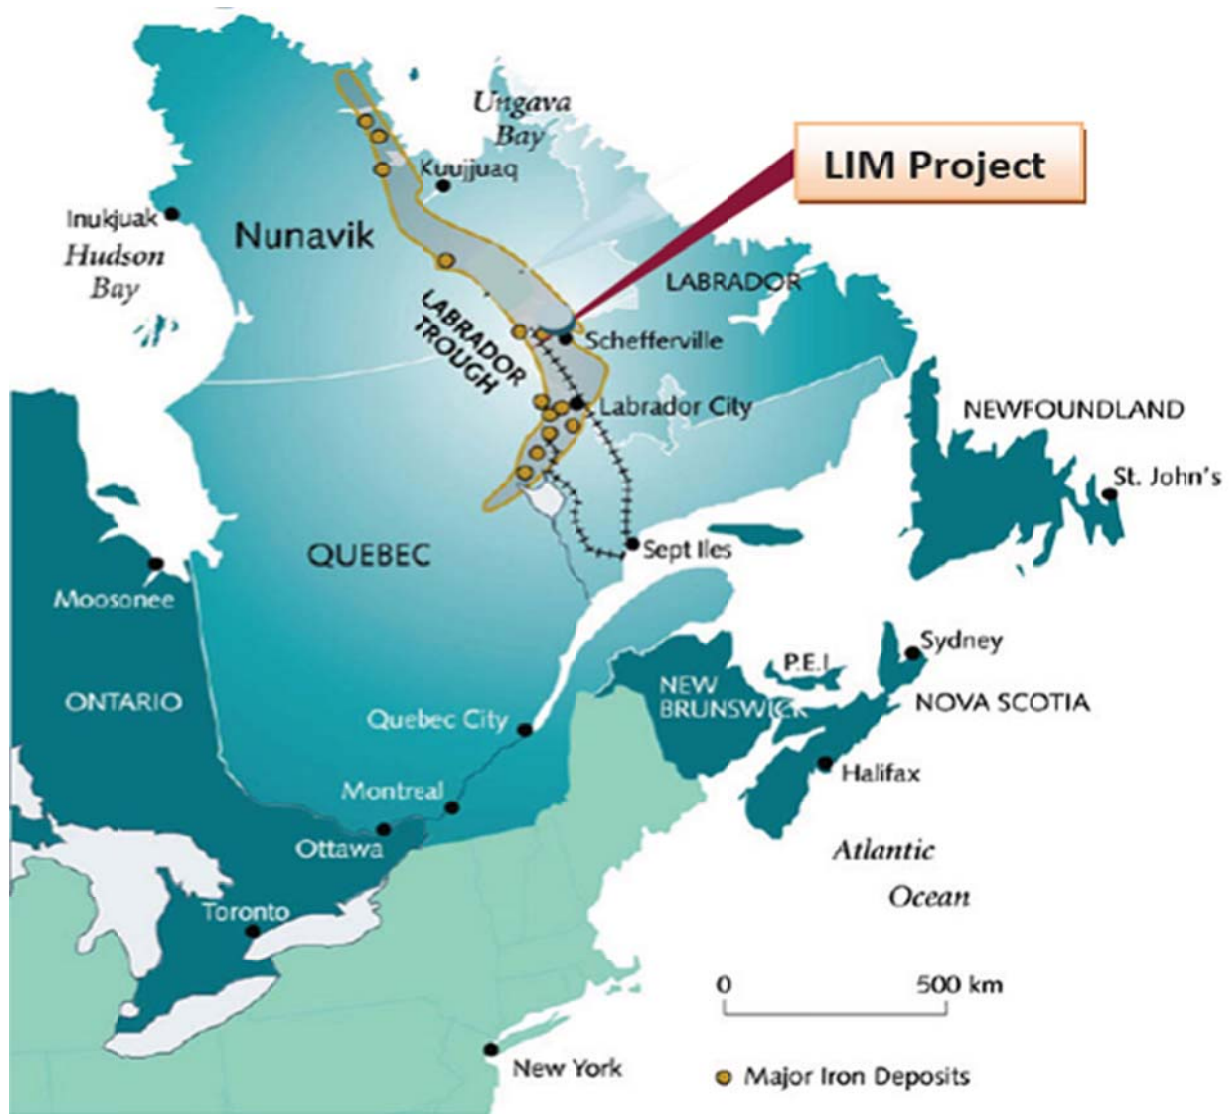 Ungava
Bay
LIM Project
Kuujjuaq
Inukjuak
Nunavik
Hudson
Bay
LABRADOR
LABRADOR
TROUGH
Schefferville
Labrador City
NEWFOUNDLAND
St. John's
QUEBEC
Sept Iles
Moosonee
Sydney
P.E.I.
NEW
BRUNSWICK
ONTARIO
NOVA SCOTIA
Quebec City
Halifax
Montreal
Ottawa
Atlantic
Ocean
Toronto
0 500 km
New York
Major Iron Deposits